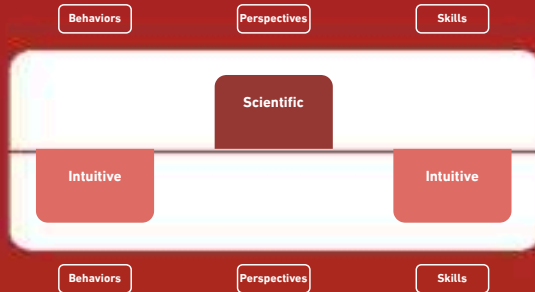 Behaviors
Perspectives
Skills
Scientific
Intuitive
Intuitive
Behaviors
Perspectives
Skills